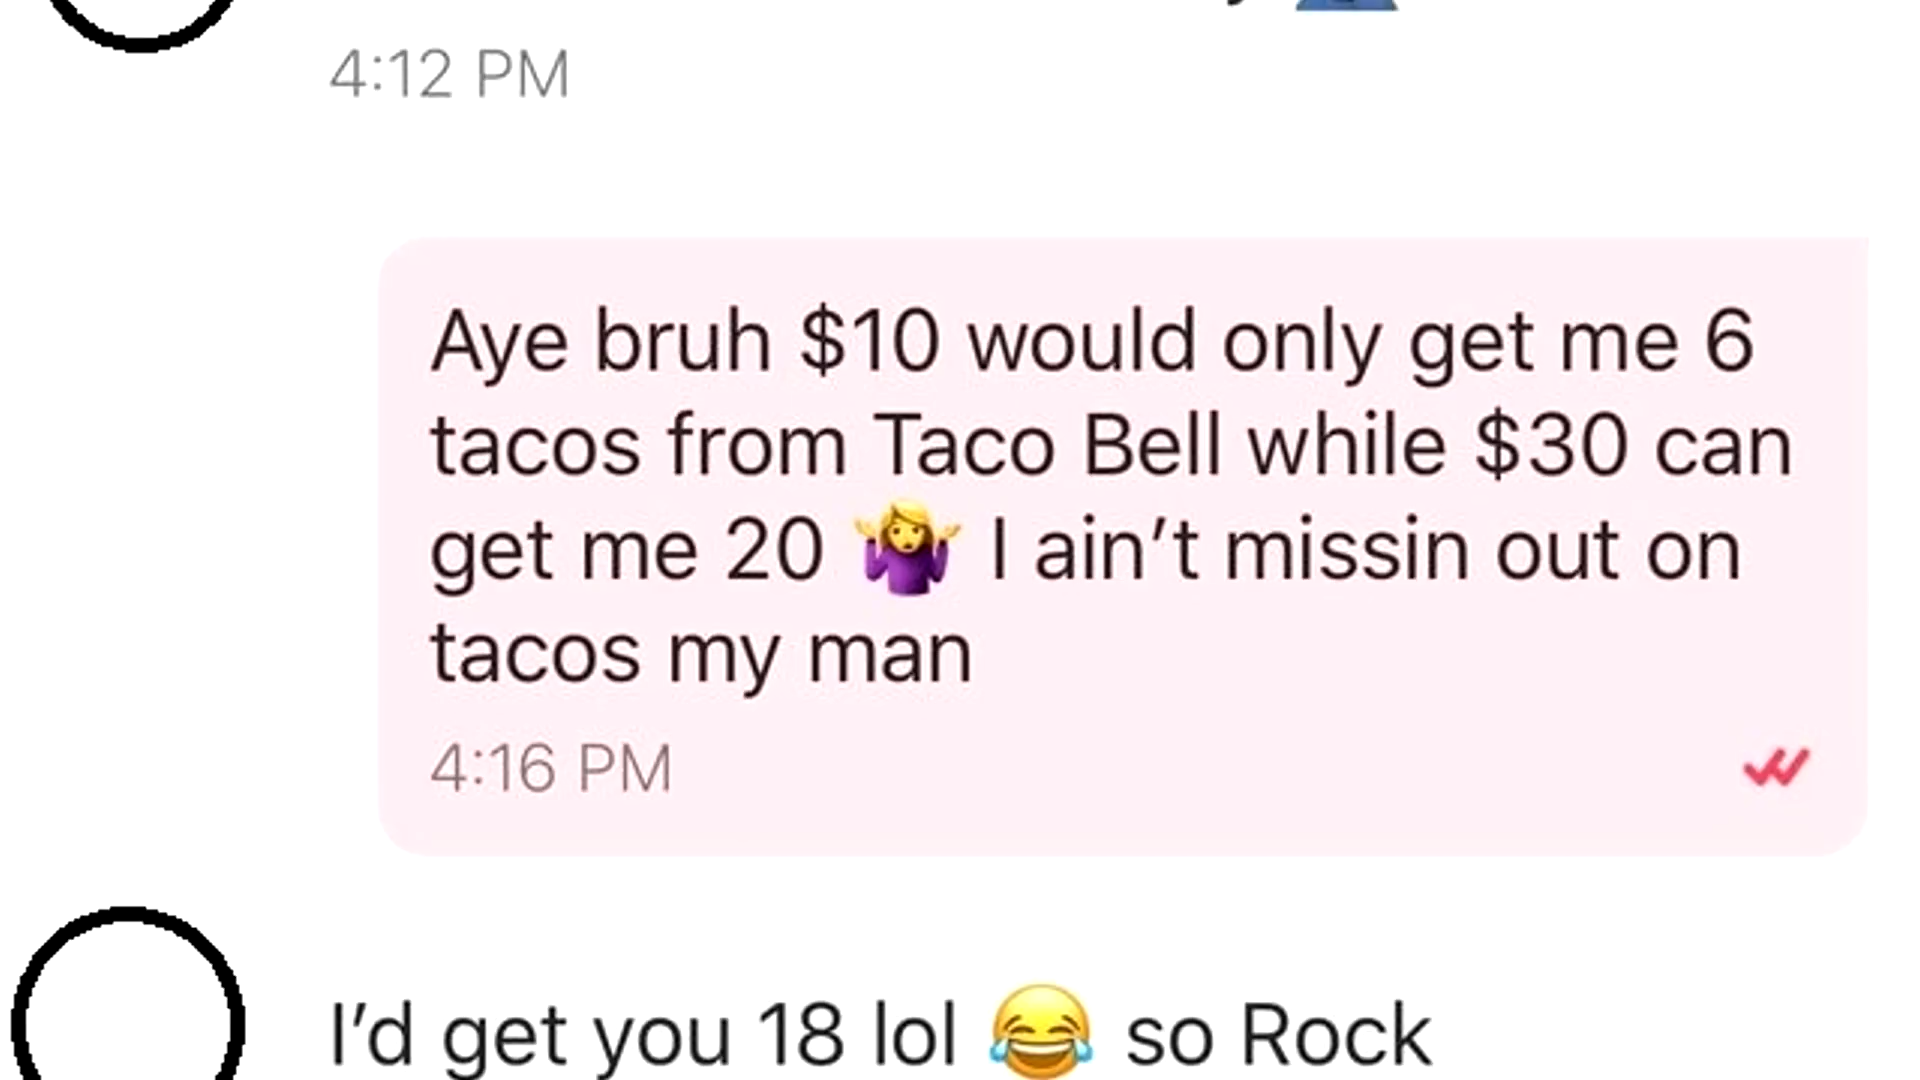 4:12 PM
Aye bruh $10 would only get me 6
tacos from Taco Bell while $30 can
get me 20 🤷‍♀️ I ain’t missin out on
tacos my man
4:16 PM
I’d get you 18 lol 😂 so Rock